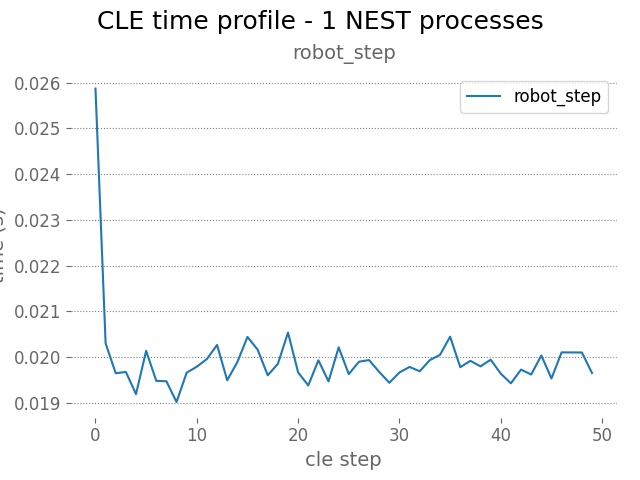 CLE time profile - 1 NEST processes
robot_step
robot_step
0.026
0.025
0.024
0.023
0.022
0.021
0.020
0.019
time (s)
0 10 20 30 40 50
cle step